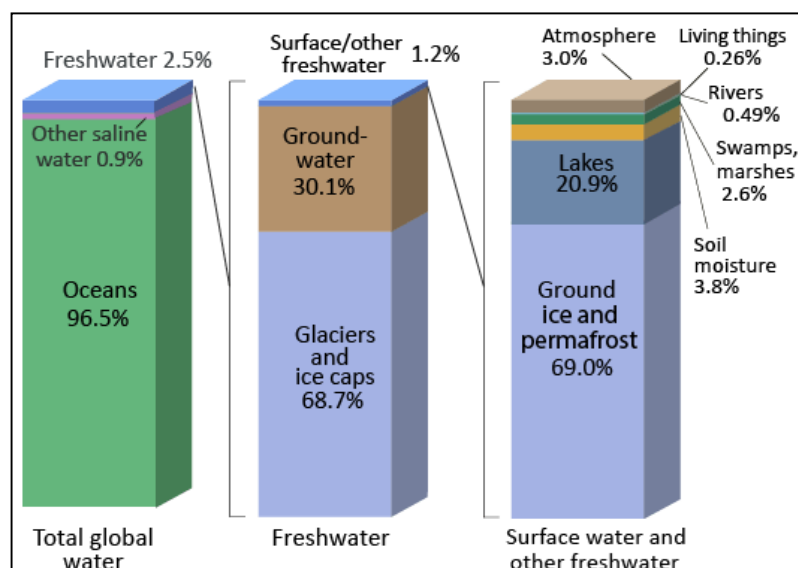 Freshwater 2.5%
Other saline
water 0.9%
Oceans
96.5%
Total global
water
Surface/other
freshwater
1.2%
Ground-
water
30.1%
Glaciers
and
ice caps
68.7%
Freshwater
Atmosphere
3.0%
Living things
0.26%
Rivers
0.49%
Swamps,
marshes
2.6%
Soil
moisture
3.8%
Lakes
20.9%
Ground
ice and
permafrost
69.0%
Surface water and
other freshwater